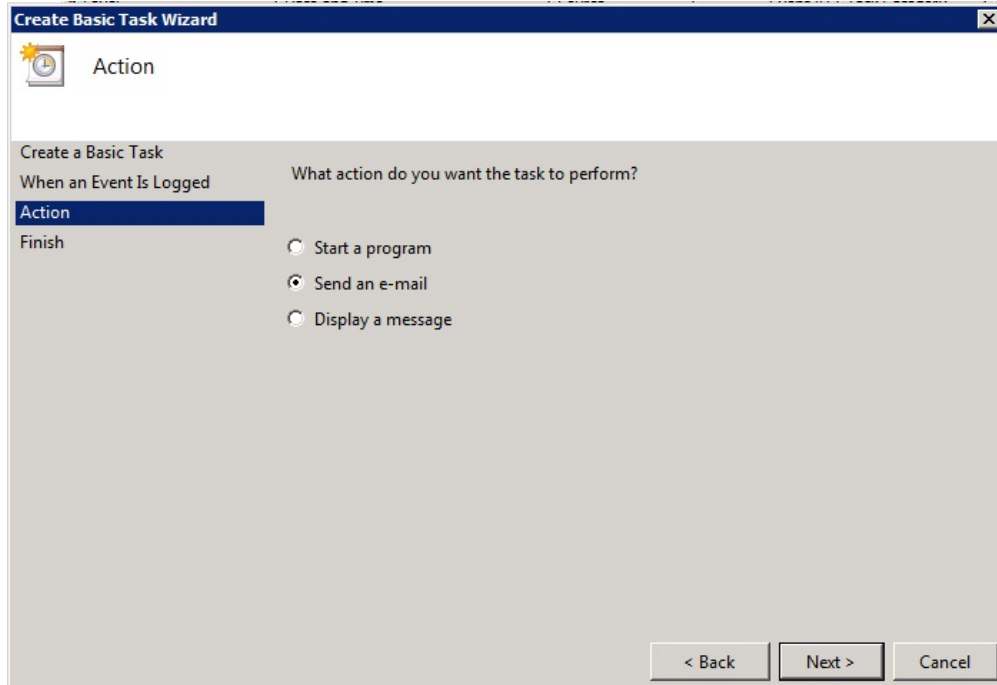 Create Basic Task Wizard
Action
Create a Basic Task
When an Event Is Logged
Action
Finish
What action do you want the task to perform?
Start a program
Send an e-mail
Display a message
< Back
Next >
Cancel